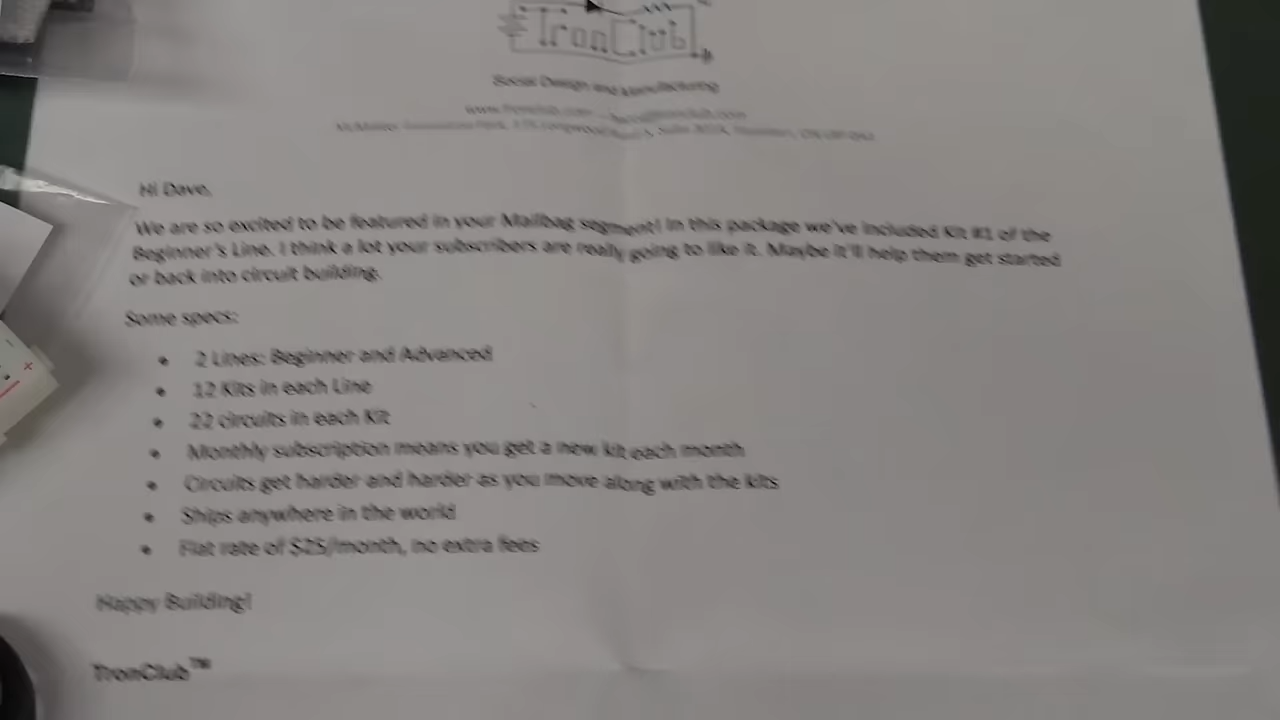 TronClub
Social Design and Manufacturing
Hi Dave,
We are so excited to be featured in your Mailbag segment! In this package we've included Kit #1 of the
Beginner's Line. I think a lot your subscribers are really going to like it. Maybe it'll help them get started
or back into circuit building.
Some specs:
• 2 Lines: Beginner and Advanced
• 12 Kits in each Line
• 22 circuits in each Kit
• Monthly subscription means you get a new kit each month
• Circuits get harder and harder as you move along with the kits
• Ships anywhere in the world
• Flat rate of $25/month, no extra fees
Happy Building!
TronClub™